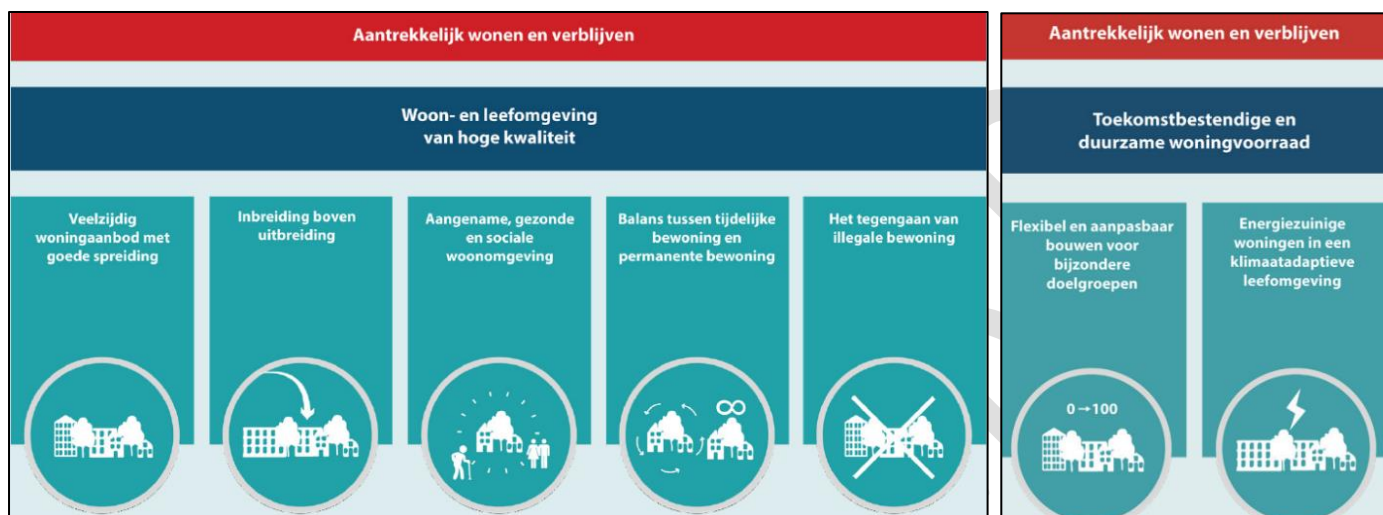 Aantrekkelijk wonen en verblijven
Woon- en leefomgeving
van hoge kwaliteit
Veelzijdig
woningaanbod met
goede spreiding
Inbreiding boven
uitbreiding
Aangename, gezonde
en sociale
woonomgeving
Balans tussen tijdelijke
bewoning en
permanente bewoning
Het tegengaan van
illegale bewoning
Aantrekkelijk wonen en verblijven
Toekomstbestendige en
duurzame woningvoorraad
Flexibel en aanpasbaar
bouwen voor
bijzondere
doelgroepen
0→100
Energiezuinige
woningen in een
klimaatadaptieve
leefomgeving